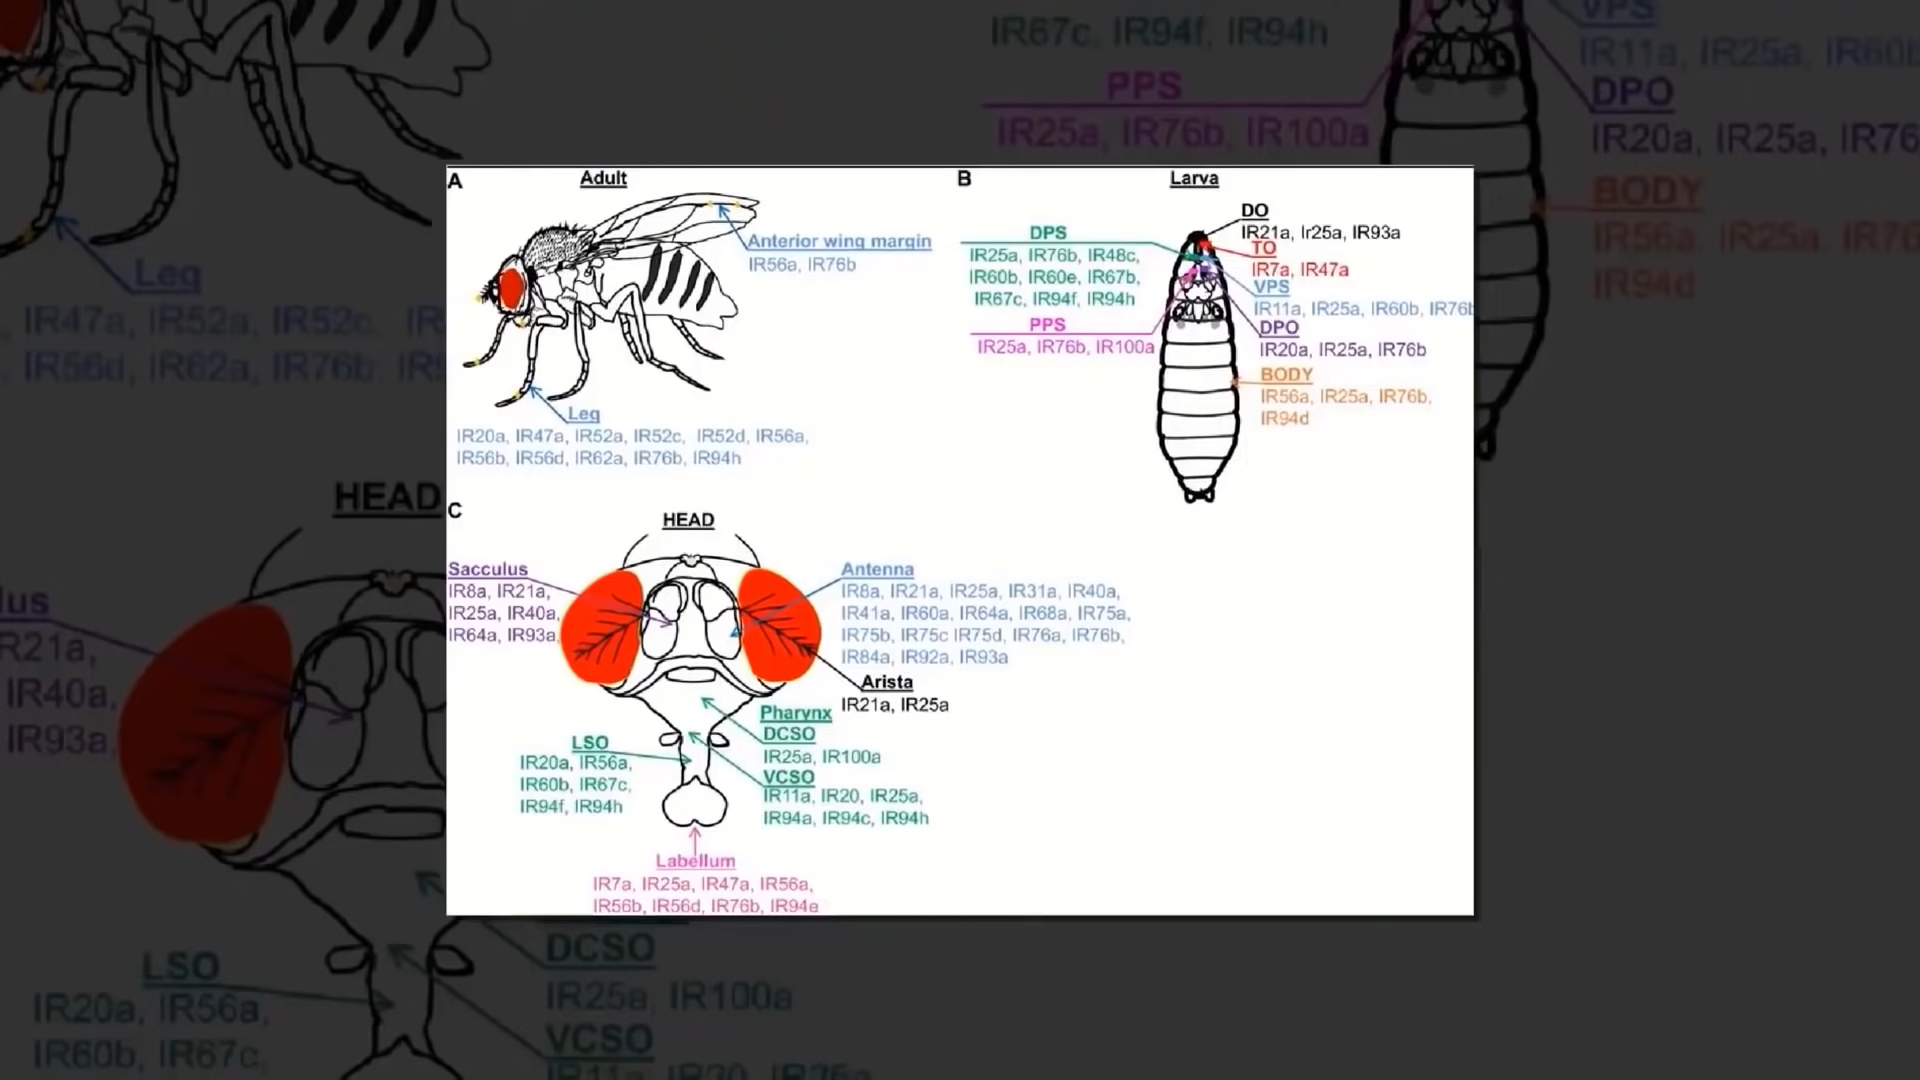 A
Adult
Anterior wing margin
IR56a, IR76b
Leg
IR20a, IR47a, IR52a, IR52c, IR52d, IR56a,
IR56b, IR56d, IR62a, IR76b, IR94h
B
Larva
DO
IR21a, Ir25a, IR93a
TO
IR7a, IR47a
VPS
IR11a, IR25a, IR60b, IR76b
DPO
IR20a, IR25a, IR76b
BODY
IR56a, IR25a, IR76b,
IR94d
DPS
IR25a, IR76b, IR48c,
IR60b, IR60e, IR67b,
IR67c, IR94f, IR94h
PPS
IR25a, IR76b, IR100a
C
HEAD
Sacculus
IR8a, IR21a,
IR25a, IR40a,
IR64a, IR93a,
Antenna
IR8a, IR21a, IR25a, IR31a, IR40a,
IR41a, IR60a, IR64a, IR68a, IR75a,
IR75b, IR75c IR75d, IR76a, IR76b,
IR84a, IR92a, IR93a
Arista
IR21a, IR25a
Pharynx
DCSO
IR25a, IR100a
VCSO
IR11a, IR20, IR25a,
IR94a, IR94c, IR94h
LSO
IR20a, IR56a,
IR60b, IR67c,
IR94f, IR94h
Labellum
IR7a, IR25a, IR47a, IR56a,
IR56b, IR56d, IR76b, IR94e